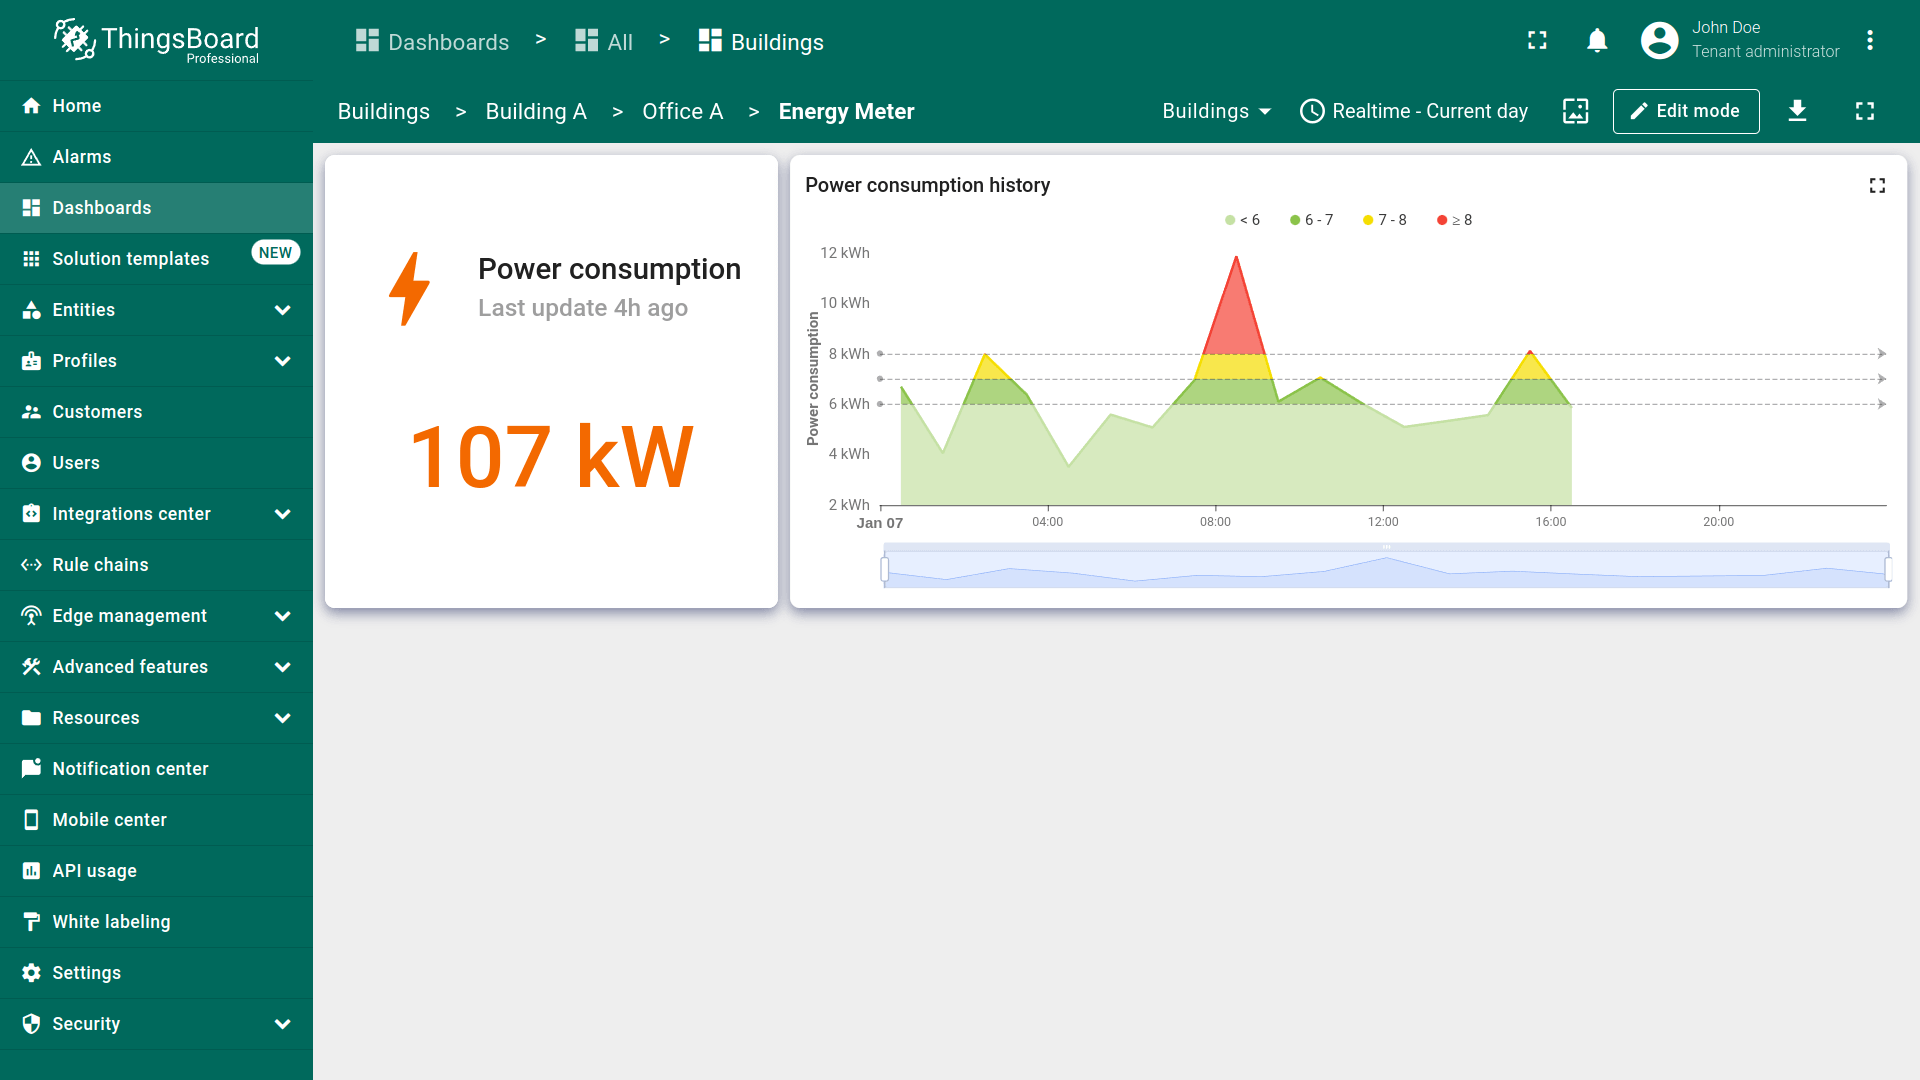 ThingsBoard
Professional
Dashboards > All > Buildings
John Doe
Tenant administrator
Buildings > Building A > Office A > Energy Meter
Buildings
Realtime - Current day
Edit mode
Home
Alarms
Dashboards
Solution templates NEW
Entities
Profiles
Customers
Users
Integrations center
Rule chains
Edge management
Advanced features
Resources
Notification center
Mobile center
API usage
White labeling
Settings
Security
Power consumption
Last update 4h ago
107 kW
Power consumption history
< 6 6 - 7 7 - 8 ≥ 8
Power consumption
12 kWh
10 kWh
8 kWh
6 kWh
4 kWh
2 kWh
Jan 07 04:00 08:00 12:00 16:00 20:00